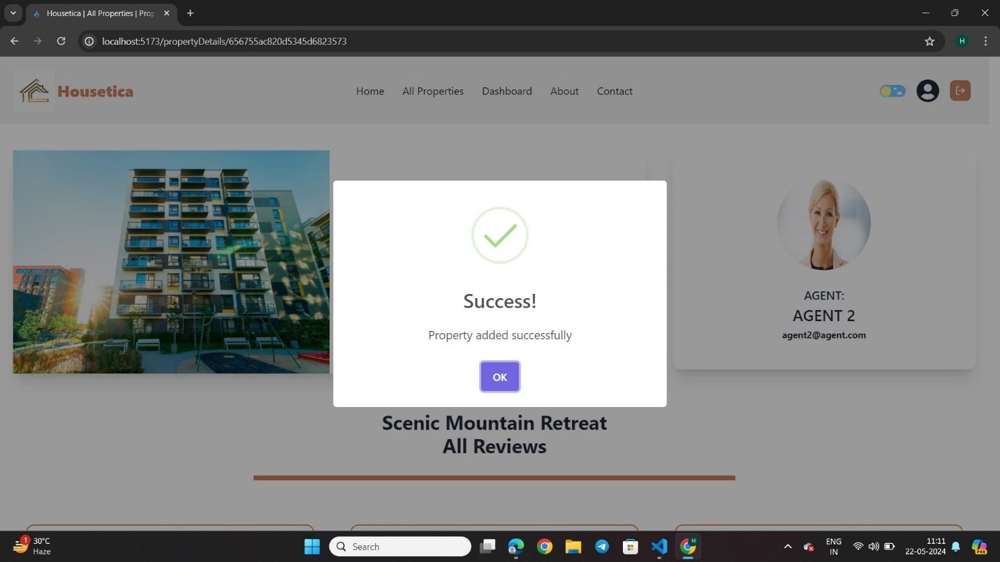 Housetica | All Properties | Prop
localhost:5173/propertyDetails/656755ac820d5345d6823573
H
Housetica
Home
All Properties
Dashboard
About
Contact
Success!
Property added successfully
OK
AGENT:
AGENT 2
agent2@agent.com
Scenic Mountain Retreat
All Reviews
1
30°C
Haze
Search
H
ENG
IN
11:11
22-05-2024
PRE